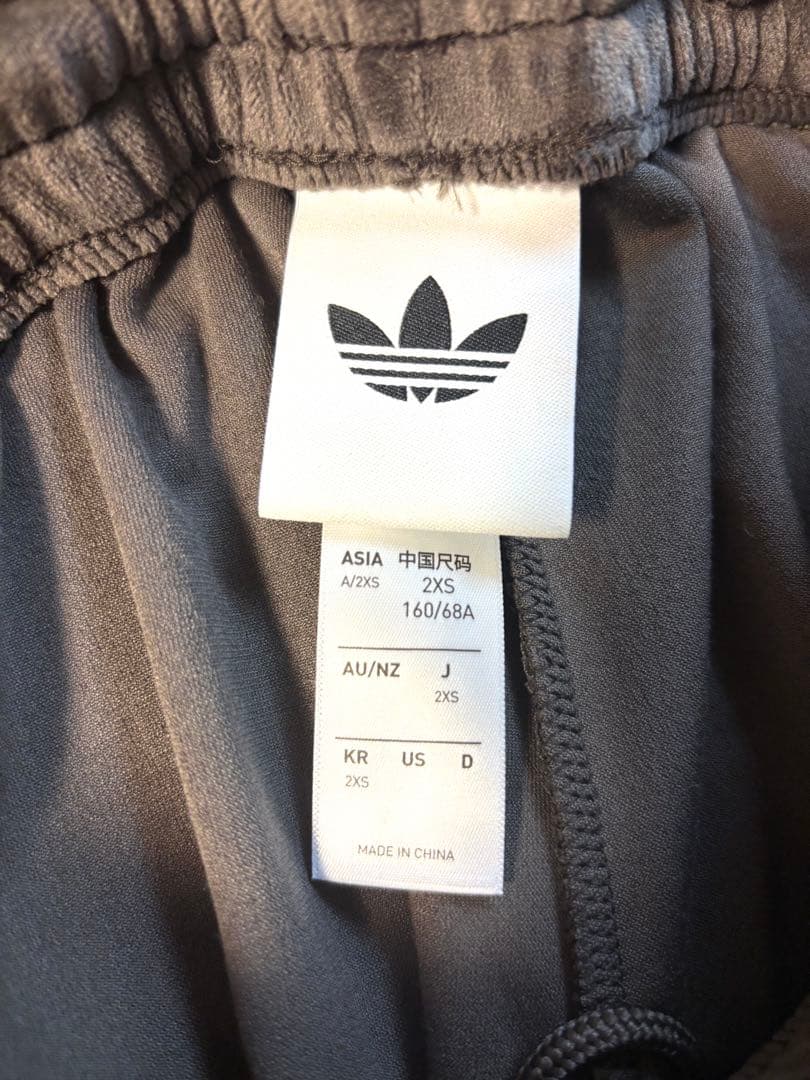 ASIA 中国尺码
A/2XS 2XS
160/68A
AU/NZ J
2XS
KR US D
2XS
MADE IN CHINA